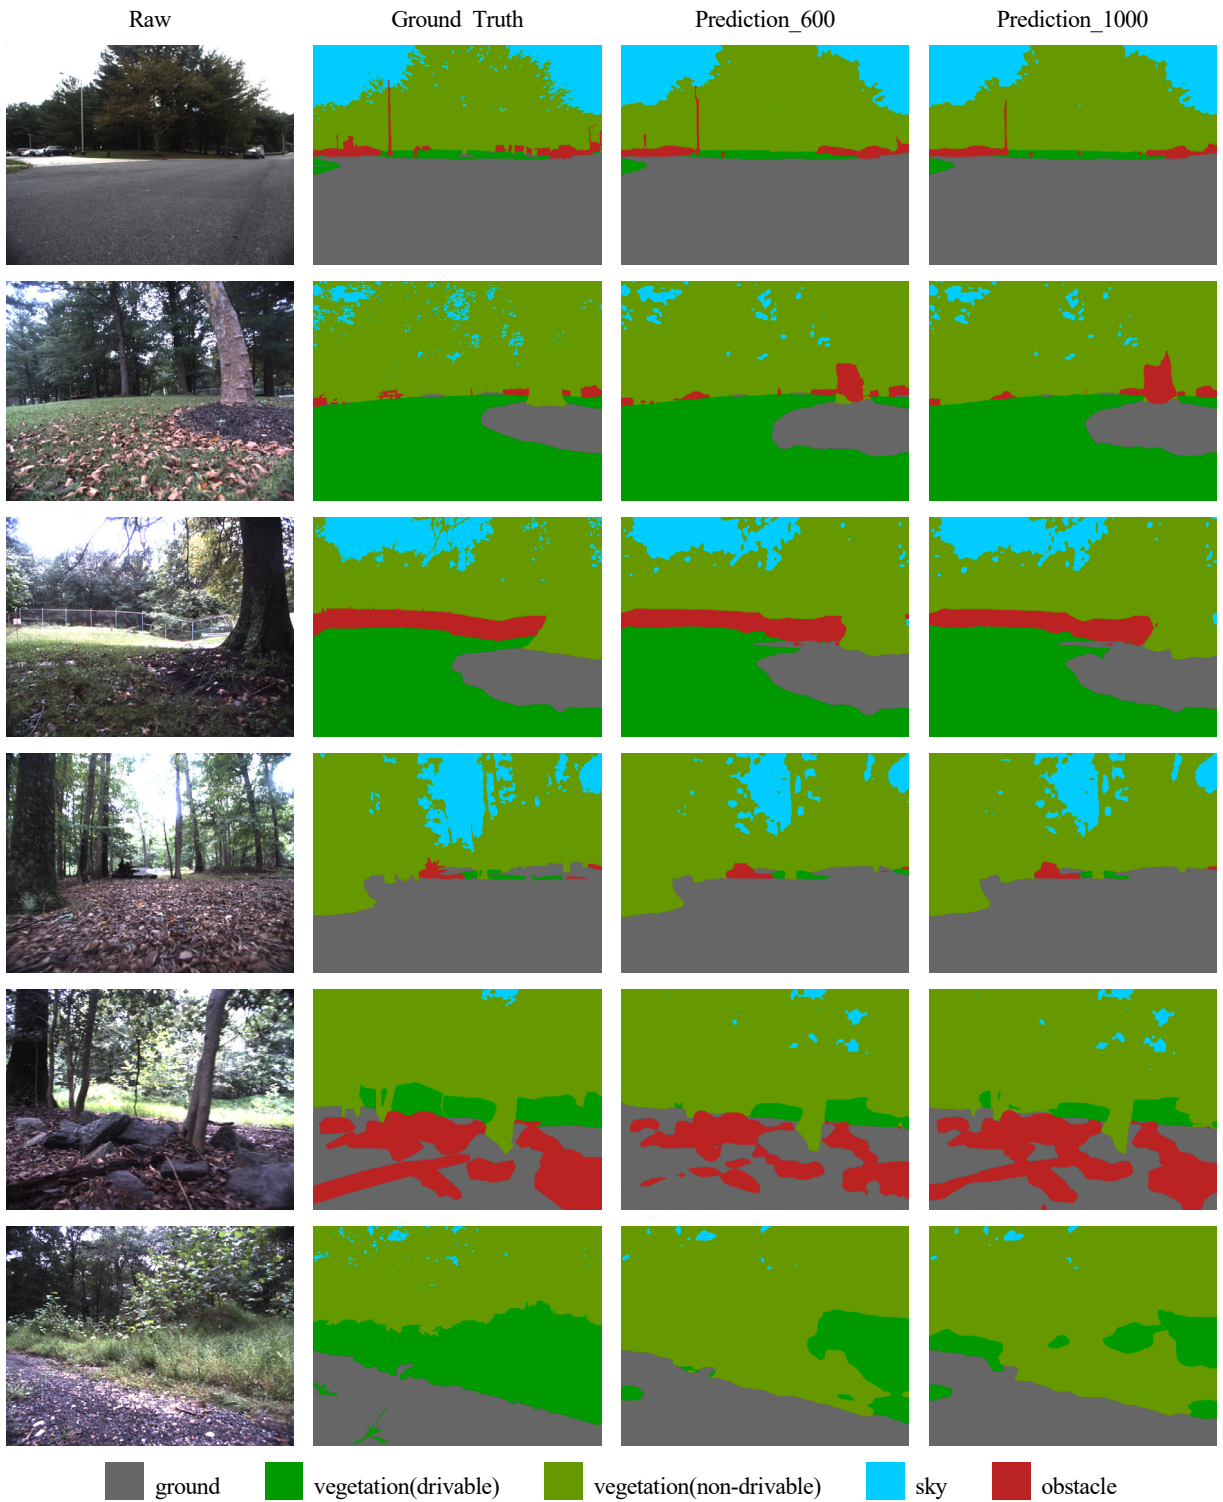 Raw Ground Truth Prediction_600 Prediction_1000
ground vegetation(drivable) vegetation(non-drivable) sky obstacle